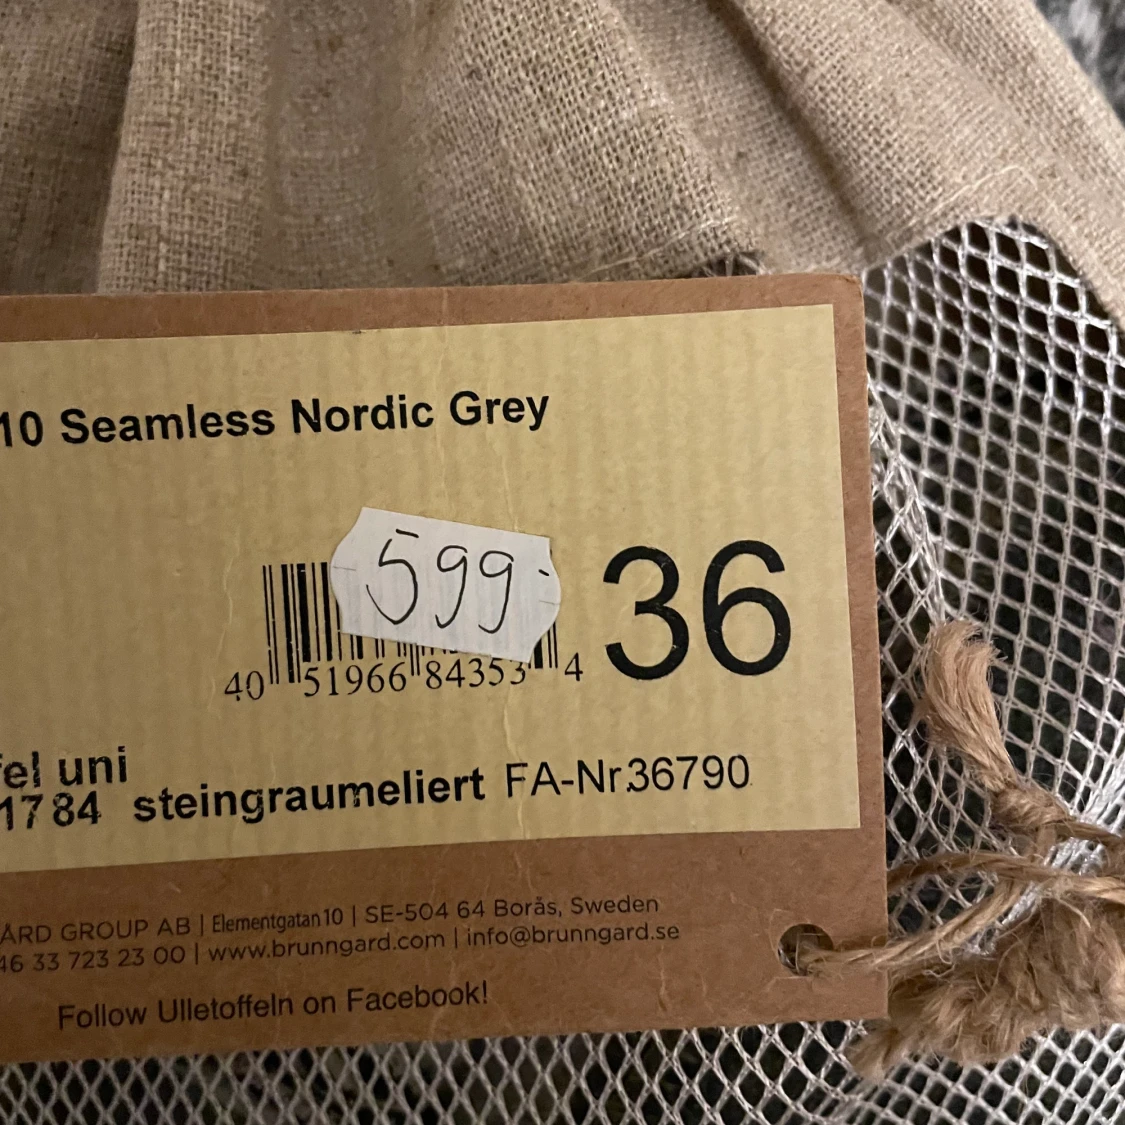 10 Seamless Nordic Grey
599:-
36
40 51966 84353 4
uni
1784 steingraumeliert FA-Nr.36790
GROUP AB | Elementgatan 10 | SE-504 64 Borås, Sweden
46 33 723 23 00 | www.brunngard.com | info@brunngard.se
Follow Ulletoffeln on Facebook!